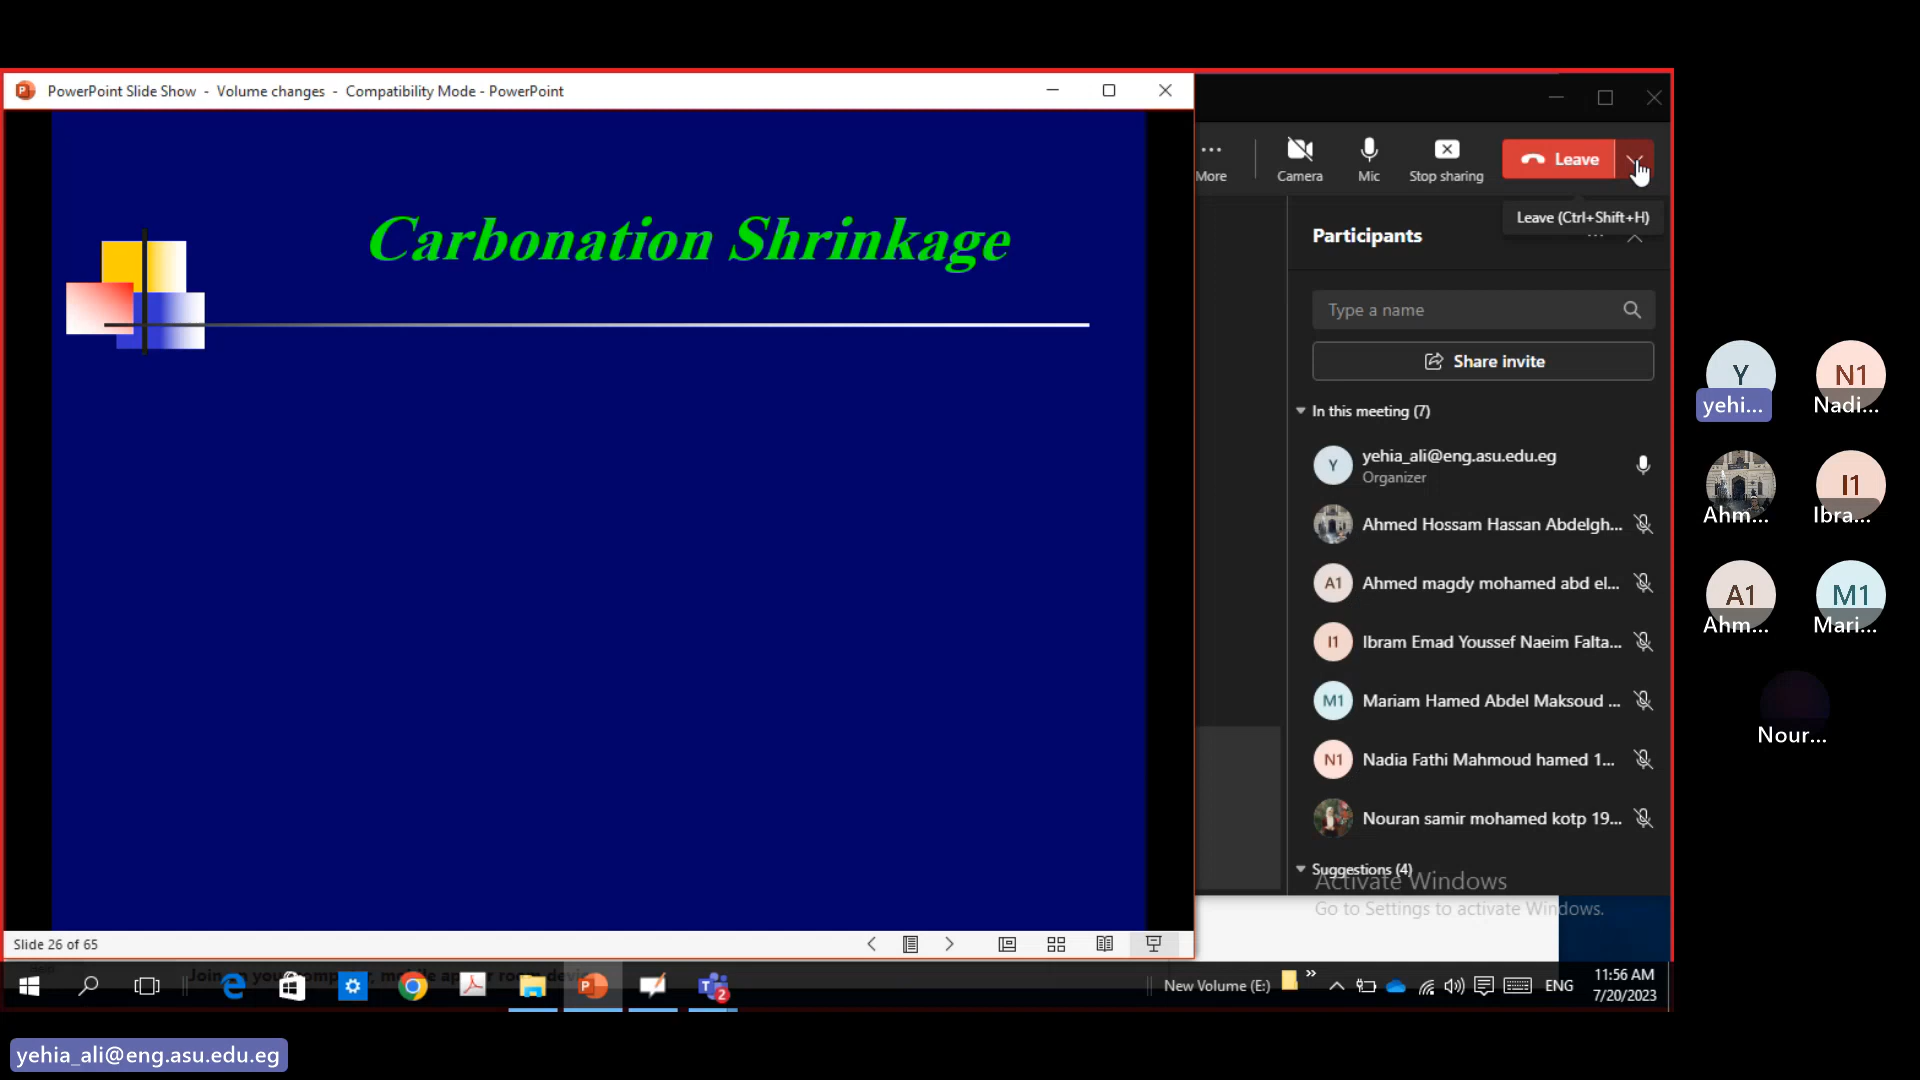 PowerPoint Slide Show - Volume changes - Compatibility Mode - PowerPoint
Carbonation Shrinkage
Slide 26 of 65
More
Camera
Mic
Stop sharing
Leave
Leave (Ctrl+Shift+H)
Participants
Type a name
Share invite
In this meeting (7)
Y
yehia_ali@eng.asu.edu.eg
Organizer
Ahmed Hossam Hassan Abdelgh...
A1
Ahmed magdy mohamed abd el...
I1
Ibram Emad Youssef Naeim Falta...
M1
Mariam Hamed Abdel Maksoud ...
N1
Nadia Fathi Mahmoud hamed 1...
Nouran samir mohamed kotp 19...
Suggestions (4)
Activate Windows
Go to Settings to activate Windows.
New Volume (E:)
ENG
11:56 AM
7/20/2023
2
Y
yehi...
N1
Nadi...
Ahm...
I1
Ibra...
A1
Ahm...
M1
Mari...
Nour...
yehia_ali@eng.asu.edu.eg